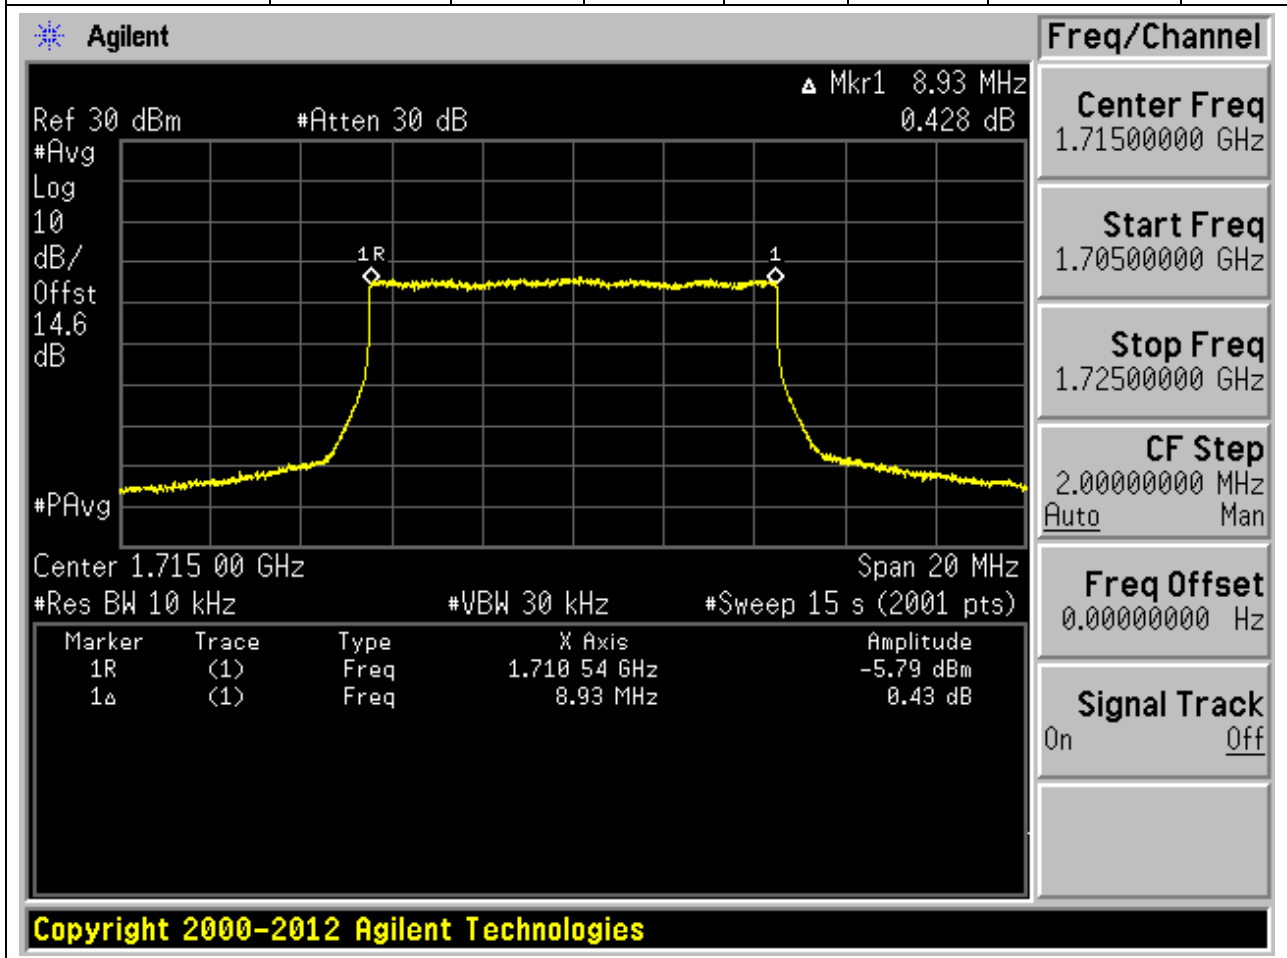 Agilent
Freq/Channel
Δ Mkr1 8.93 MHz
Ref 30 dBm #Atten 30 dB 0.428 dB
#Avg
Log
10
dB/
Offst
14.6
dB
#PAvg
1R
1
Center 1.715 00 GHz Span 20 MHz
#Res BW 10 kHz #VBW 30 kHz #Sweep 15 s (2001 pts)
Marker Trace Type X Axis Amplitude
1R (1) Freq 1.710 54 GHz -5.79 dBm
1Δ (1) Freq 8.93 MHz 0.43 dB
Center Freq
1.71500000 GHz
Start Freq
1.70500000 GHz
Stop Freq
1.72500000 GHz
CF Step
2.00000000 MHz
Auto Man
Freq Offset
0.00000000 Hz
Signal Track
On Off
Copyright 2000-2012 Agilent Technologies